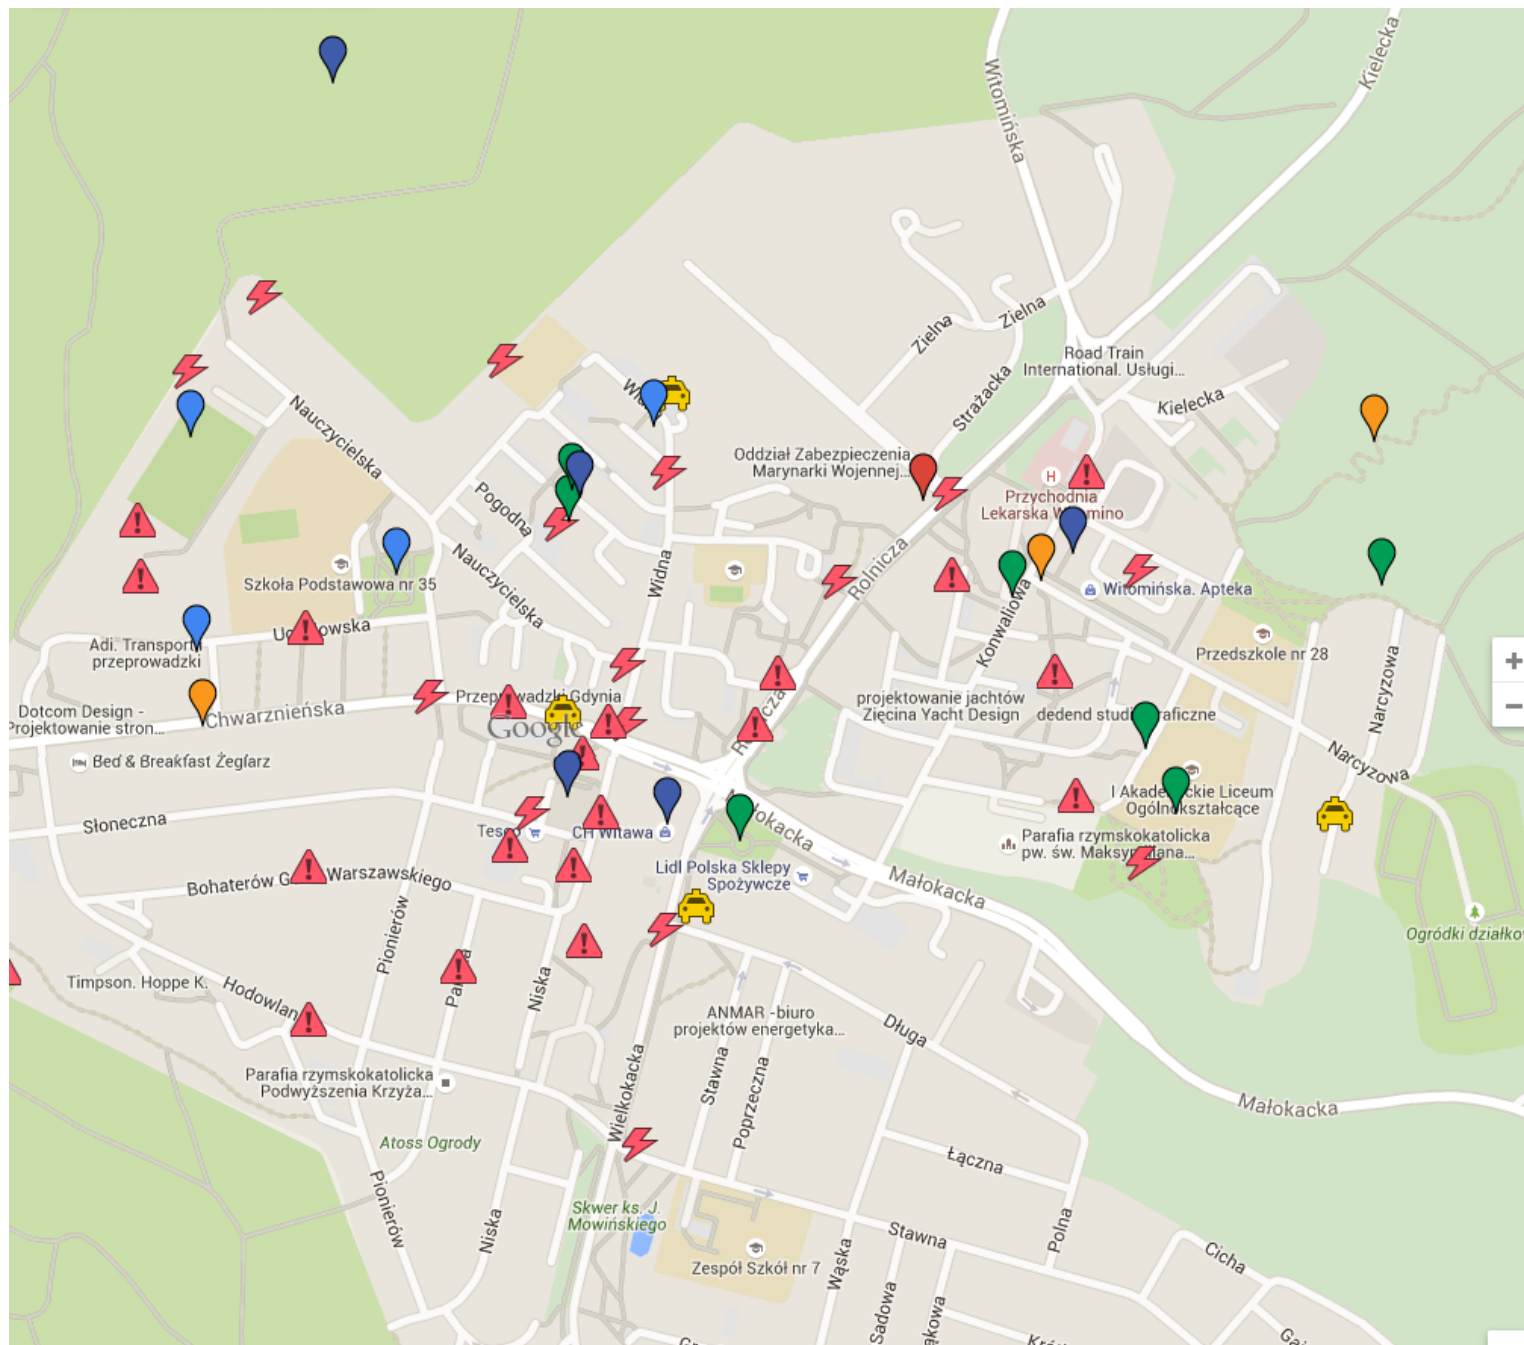 Kielecka
Witomińska
Zielna
Zielna
Road Train
International. Usługi...
Strażacka
Kielecka
Nauczycielska
Oddział Zabezpieczenia
Marynarki Wojennej...
Przychodnia
Pogodna
Rolnicza
Nauczycielska
Widna
Szkoła Podstawowa nr 35
Witomińska. Apteka
Konwaliowa
Adi. Transport i
przeprowadzki
Przedszkole nr 28
Narcyzowa
projektowanie jachtów
Zięcina Yacht Design
Dotcom Design -
Projektowanie stron...
Chwarznieńska
Google
Narcyzowa
Bed & Breakfast Żeglarz
Słoneczna
CH Witawa
Ogólnokształcące
Parafia rzymskokatolicka
Lidl Polska Sklepy
Spożywcze
Małokacka
Małokacka
Warszawskiego
Bohaterów
Pionierów
Timpson. Hoppe K.
Niska
ANMAR -biuro
projektów energetyka...
Długa
Parafia rzymskokatolicka
Podwyższenia Krzyża...
Wielkokacka
Stawna
Poprzeczna
Małokacka
Atoss Ogrody
Łączna
Pionierów
Niska
Skwer ks. J.
Mowińskiego
Zespół Szkół nr 7
Wąska
Stawna
Polna
Cicha
Sadowa